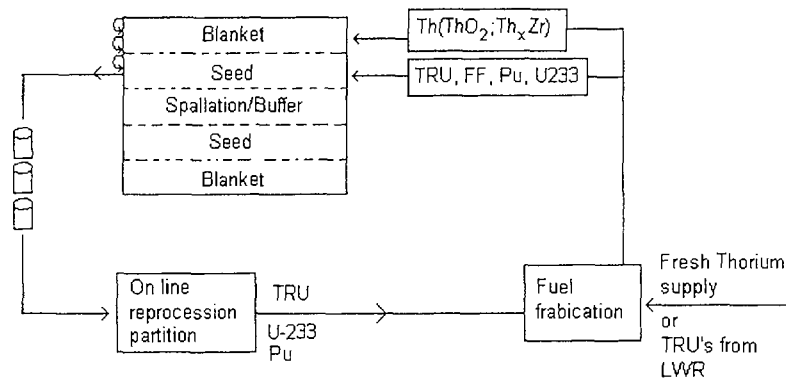 Blanket
Seed
Spallation/Buffer
Seed
Blanket
Th(ThO₂;ThₓZr)
TRU, FF, Pu, U233
On line
reprocession
partition
TRU
U-233
Pu
Fuel
frabication
Fresh Thorium
supply
or
TRU's from
LWR